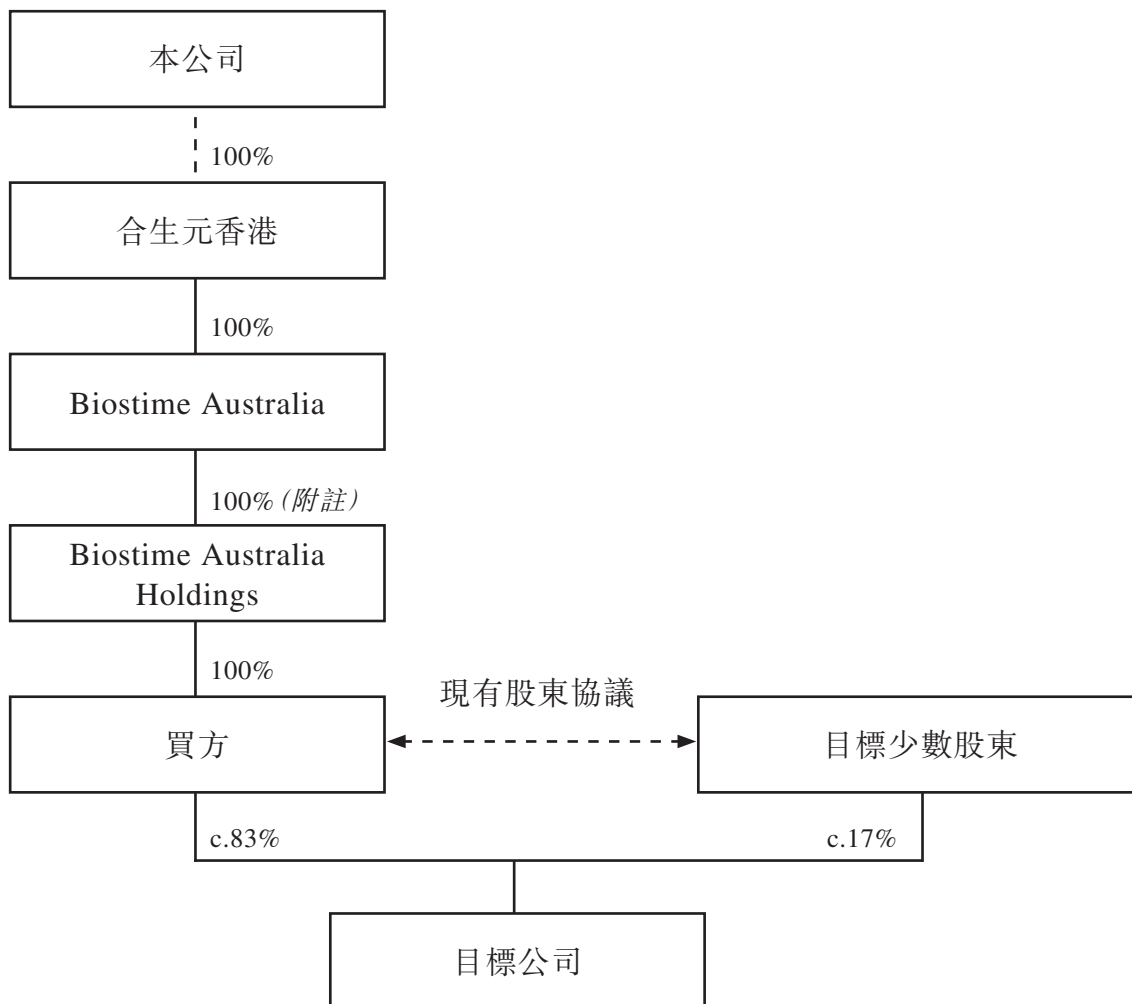 本公司
100%
合生元香港
100%
Biostime Australia
100% (附註)
Biostime Australia
Holdings
100%
現有股東協議
買方
目標少數股東
c.83%
c.17%
目標公司